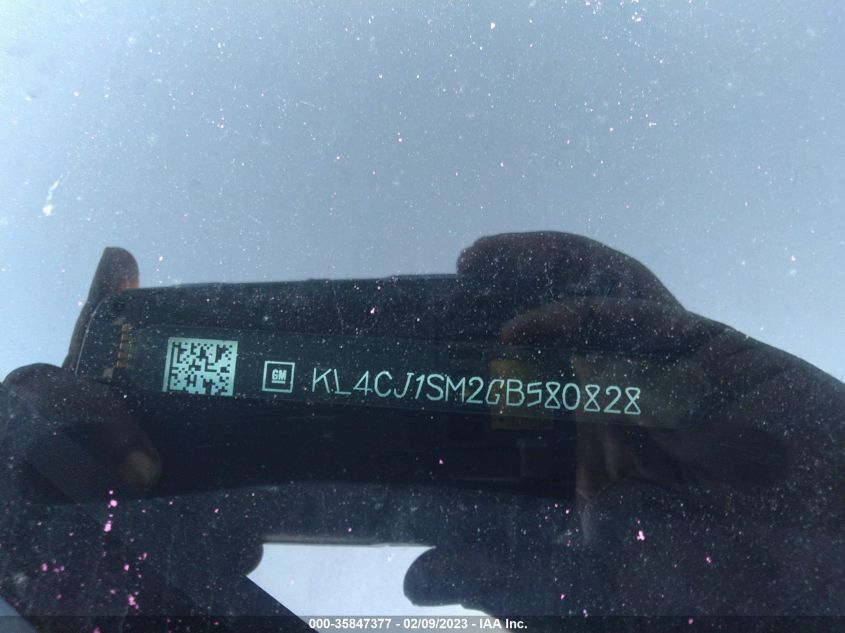 GM KL4CJ1SM2GB580828
000-35847377 - 02/09/2023 - IAA Inc.